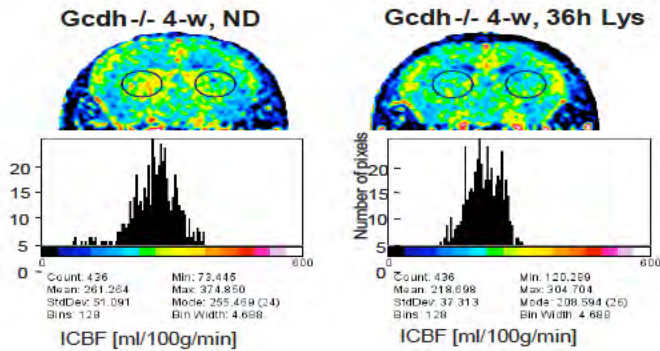 Gcdh -/- 4-w, ND
20
15
10
5
0
0
600
Count: 436
Mean: 261.264
StdDev: 51.091
Bins: 128
Min: 73.445
Max: 374.850
Mode: 255.469 (24)
Bin Width: 4.688
ICBF [ml/100g/min]
Gcdh -/- 4-w, 36h Lys
Number of pixels
20
15
10
5
0
0
600
Count: 436
Mean: 218.698
StdDev: 37.313
Bins: 128
Min: 120.289
Max: 304.704
Mode: 208.594 (26)
Bin Width: 4.688
ICBF [ml/100g/min]